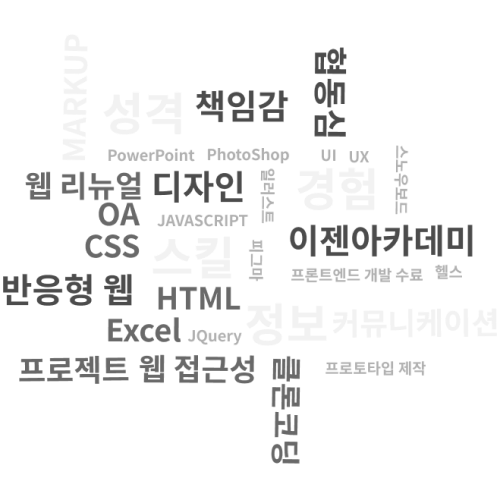 MARKUP
성격
책임감
협동심
PowerPoint
PhotoShop
UI
UX
스노우보드
웹 리뉴얼
디자인
일러스트
경험
OA
JAVASCRIPT
CSS
스킬
피그마
이젠아카데미
프론트엔드 개발 수료
헬스
반응형 웹
HTML
Excel
JQuery
정보
커뮤니케이션
프로젝트
웹 접근성
클론코딩
프로토타입 제작